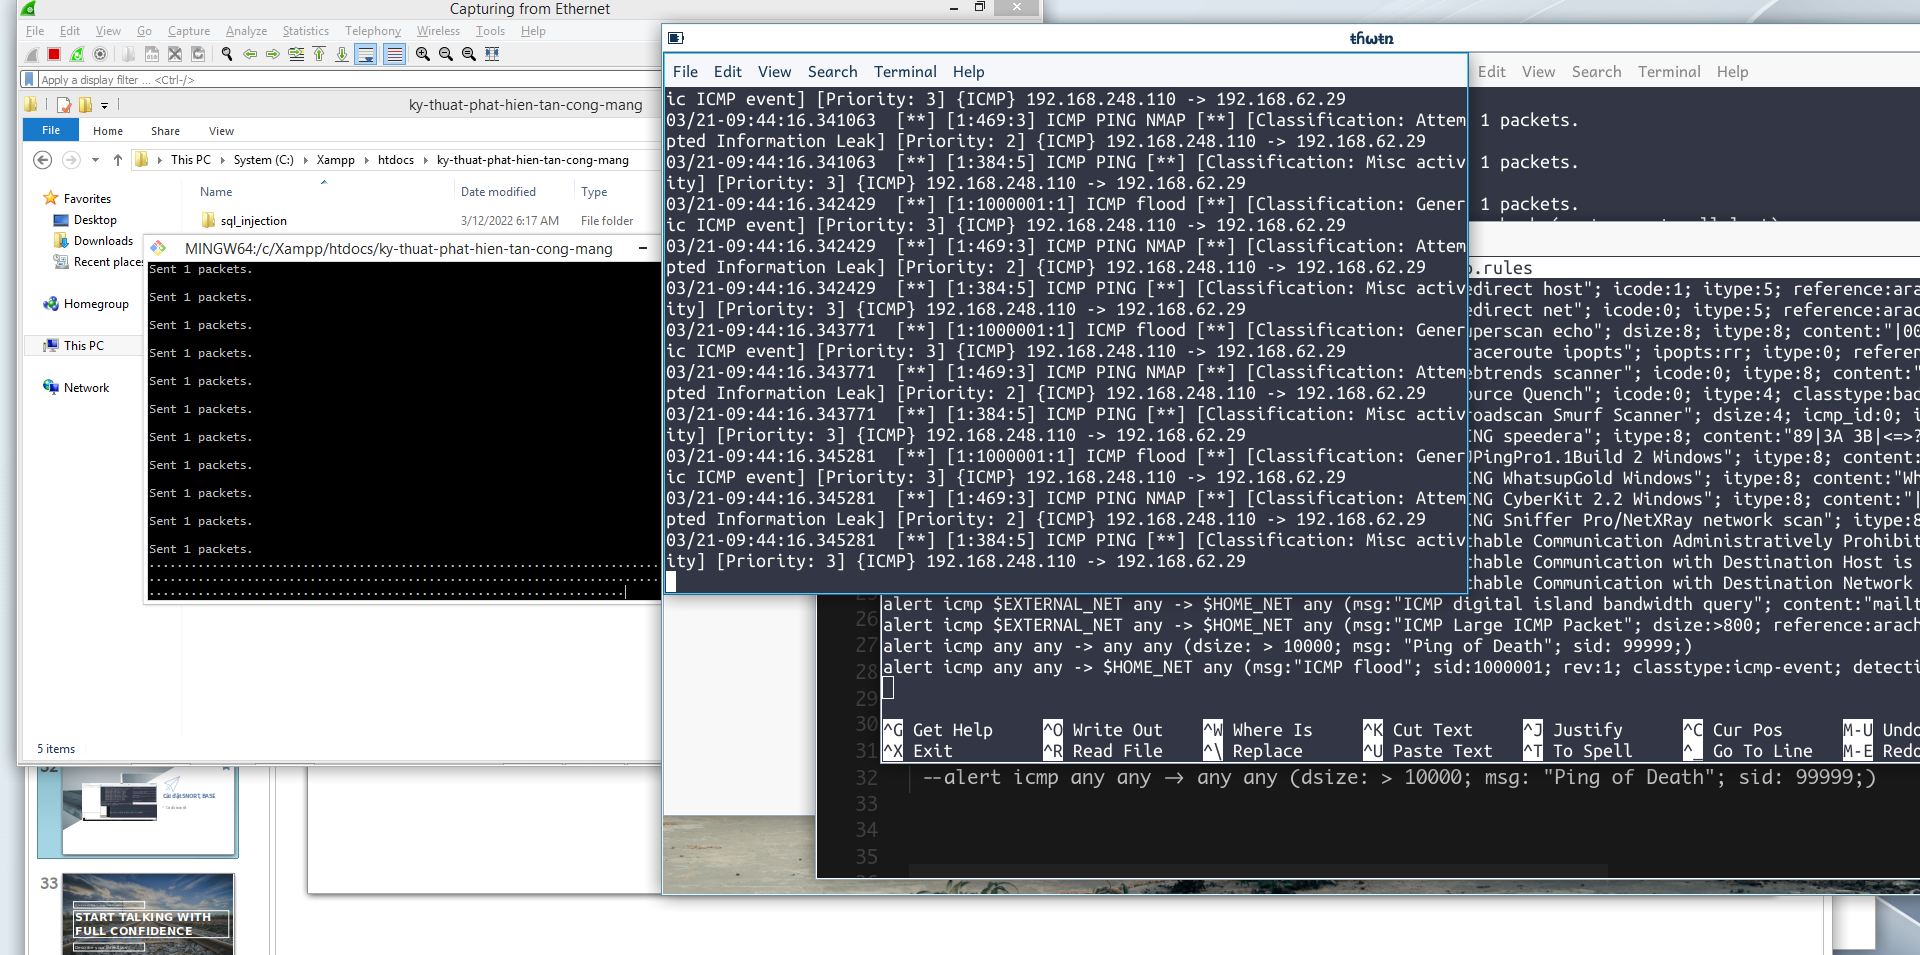 Capturing from Ethernet
File Edit View Go Capture Analyze Statistics Telephony Wireless Tools Help
Apply a display filter ... <Ctrl-/>
ky-thuat-phat-hien-tan-cong-mang
File Home Share View
This PC System (C:) Xampp htdocs ky-thuat-phat-hien-tan-cong-mang
Name Date modified Type
sql_injection 3/12/2022 6:17 AM File folder
Favorites
Desktop
Downloads
Recent places
Homegroup
This PC
Network
5 items
MINGW64:/c/Xampp/htdocs/ky-thuat-phat-hien-tan-cong-mang
Sent 1 packets.
Sent 1 packets.
Sent 1 packets.
Sent 1 packets.
Sent 1 packets.
Sent 1 packets.
Sent 1 packets.
Sent 1 packets.
Sent 1 packets.
Sent 1 packets.
Sent 1 packets.
32
Cài đặt SNORT, BASE
33
START TALKING WITH
FULL CONFIDENCE
thwtn
File Edit View Search Terminal Help
ic ICMP event] [Priority: 3] {ICMP} 192.168.248.110 -> 192.168.62.29
03/21-09:44:16.341063 [**] [1:469:3] ICMP PING NMAP [**] [Classification: Attem
pted Information Leak] [Priority: 2] {ICMP} 192.168.248.110 -> 192.168.62.29
03/21-09:44:16.341063 [**] [1:384:5] ICMP PING [**] [Classification: Misc activ
ity] [Priority: 3] {ICMP} 192.168.248.110 -> 192.168.62.29
03/21-09:44:16.342429 [**] [1:1000001:1] ICMP flood [**] [Classification: Gener
ic ICMP event] [Priority: 3] {ICMP} 192.168.248.110 -> 192.168.62.29
03/21-09:44:16.342429 [**] [1:469:3] ICMP PING NMAP [**] [Classification: Attem
pted Information Leak] [Priority: 2] {ICMP} 192.168.248.110 -> 192.168.62.29
03/21-09:44:16.342429 [**] [1:384:5] ICMP PING [**] [Classification: Misc activ
ity] [Priority: 3] {ICMP} 192.168.248.110 -> 192.168.62.29
03/21-09:44:16.343771 [**] [1:1000001:1] ICMP flood [**] [Classification: Gener
ic ICMP event] [Priority: 3] {ICMP} 192.168.248.110 -> 192.168.62.29
03/21-09:44:16.343771 [**] [1:469:3] ICMP PING NMAP [**] [Classification: Attem
pted Information Leak] [Priority: 2] {ICMP} 192.168.248.110 -> 192.168.62.29
03/21-09:44:16.343771 [**] [1:384:5] ICMP PING [**] [Classification: Misc activ
ity] [Priority: 3] {ICMP} 192.168.248.110 -> 192.168.62.29
03/21-09:44:16.345281 [**] [1:1000001:1] ICMP flood [**] [Classification: Gener
ic ICMP event] [Priority: 3] {ICMP} 192.168.248.110 -> 192.168.62.29
03/21-09:44:16.345281 [**] [1:469:3] ICMP PING NMAP [**] [Classification: Attem
pted Information Leak] [Priority: 2] {ICMP} 192.168.248.110 -> 192.168.62.29
03/21-09:44:16.345281 [**] [1:384:5] ICMP PING [**] [Classification: Misc activ
ity] [Priority: 3] {ICMP} 192.168.248.110 -> 192.168.62.29
Edit View Search Terminal Help
1 packets.
1 packets.
1 packets.
.rules
edirect host"; icode:1; itype:5; reference:ara
edirect net"; icode:0; itype:5; reference:arac
uperscan echo"; dsize:8; itype:8; content:"|00
raceroute ipopts"; ipopts:rr; itype:0; referen
ebtrends scanner"; icode:0; itype:8; content:"
ource Quench"; icode:0; itype:4; classtype:bad
roadscan Smurf Scanner"; dsize:4; icmp_id:0; i
NG speedera"; itype:8; content:"89|3A 3B|<=>?
PingPro1.1Build 2 Windows"; itype:8; content:
NG WhatsupGold Windows"; itype:8; content:"Wh
NG CyberKit 2.2 Windows"; itype:8; content:"|
NG Sniffer Pro/NetXRay network scan"; itype:8
hable Communication Administratively Prohibit
hable Communication with Destination Host is
hable Communication with Destination Network
alert icmp $EXTERNAL_NET any -> $HOME_NET any (msg:"ICMP digital island bandwidth query"; content:"mailt
alert icmp $EXTERNAL_NET any -> $HOME_NET any (msg:"ICMP Large ICMP Packet"; dsize:>800; reference:arach
alert icmp any any -> any any (dsize: > 10000; msg: "Ping of Death"; sid: 99999;)
alert icmp any any -> $HOME_NET any (msg:"ICMP flood"; sid:1000001; rev:1; classtype:icmp-event; detecti
^G Get Help ^O Write Out ^W Where Is ^K Cut Text ^J Justify ^C Cur Pos M-U Undo
^X Exit ^R Read File ^\ Replace ^U Paste Text ^T To Spell ^_ Go To Line M-E Redo
26
27
28
29
30
31
32 --alert icmp any any -> any any (dsize: > 10000; msg: "Ping of Death"; sid: 99999;)
33
34
35